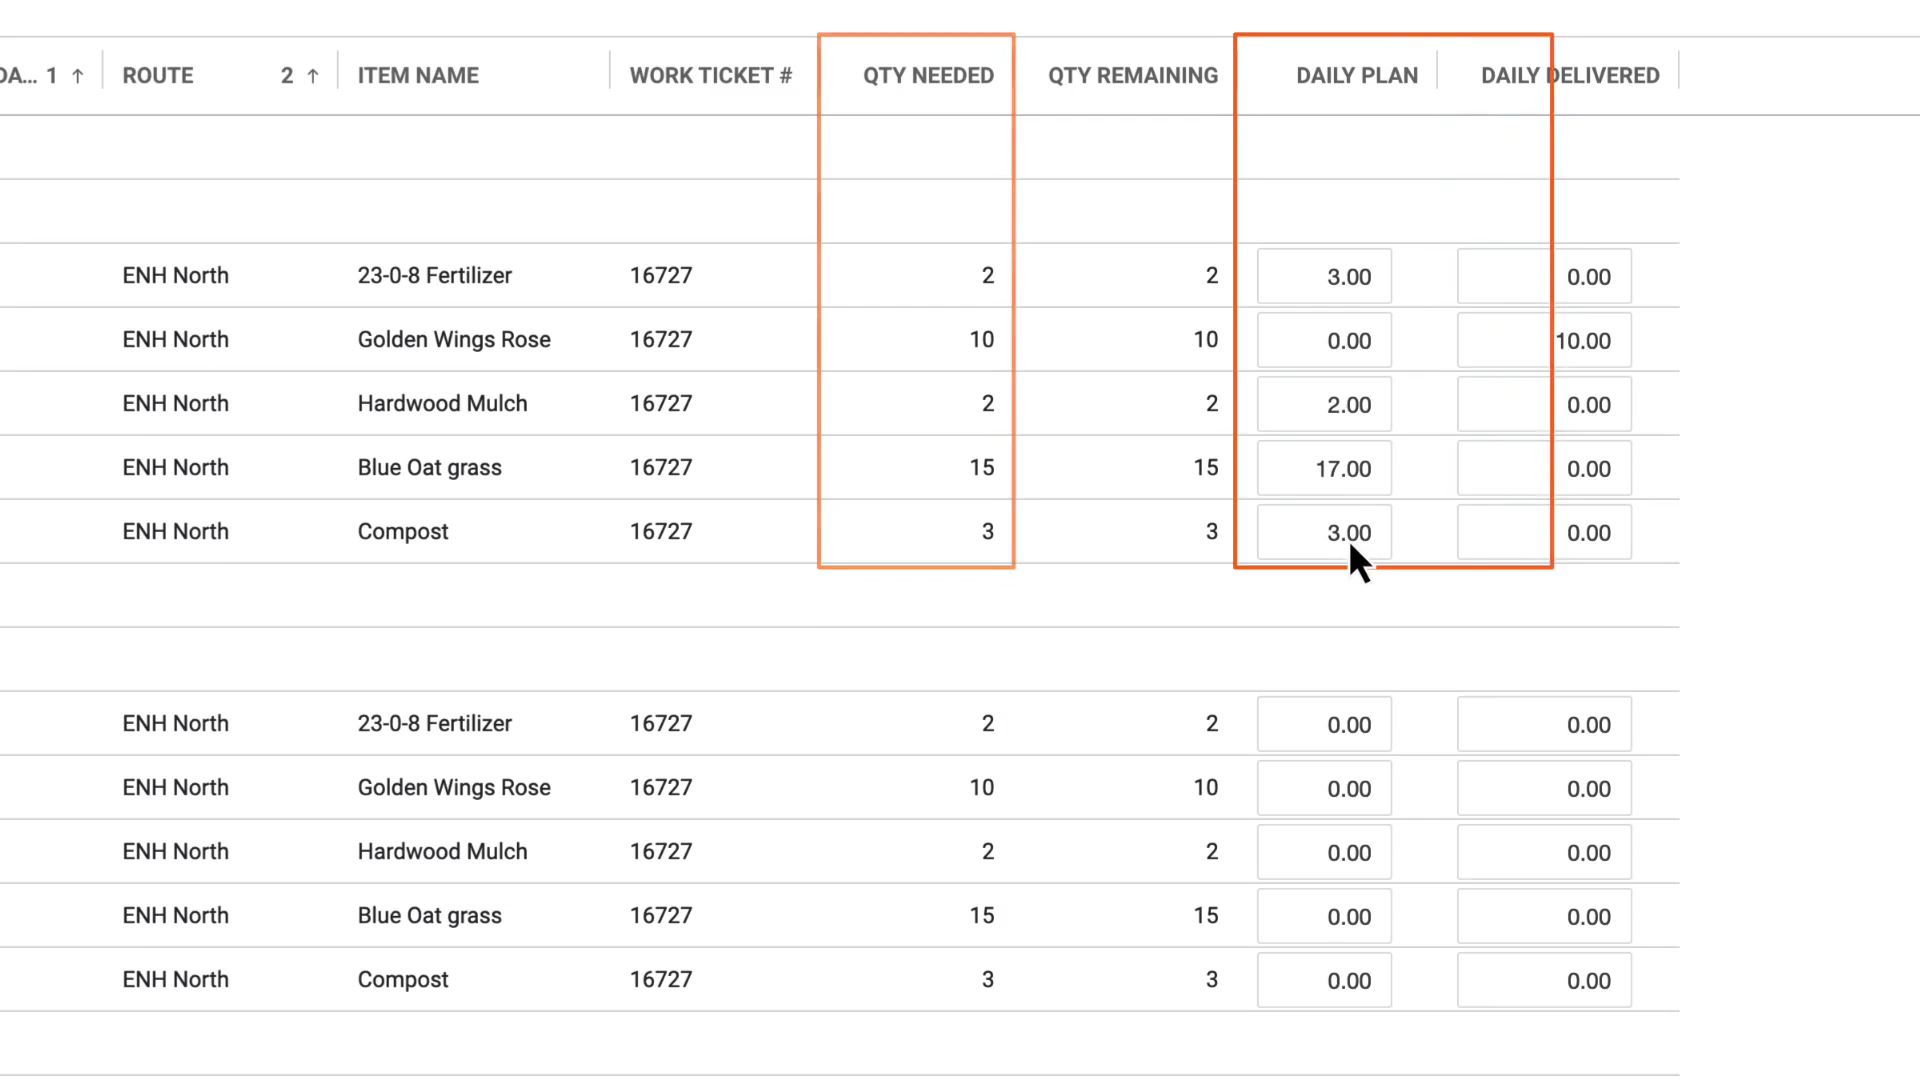 DA... 1 ↑ ROUTE 2 ↑ ITEM NAME WORK TICKET # QTY NEEDED QTY REMAINING DAILY PLAN DAILY DELIVERED
ENH North 23-0-8 Fertilizer 16727 2 2 3.00 0.00
ENH North Golden Wings Rose 16727 10 10 0.00 10.00
ENH North Hardwood Mulch 16727 2 2 2.00 0.00
ENH North Blue Oat grass 16727 15 15 17.00 0.00
ENH North Compost 16727 3 3 3.00 0.00
ENH North 23-0-8 Fertilizer 16727 2 2 0.00 0.00
ENH North Golden Wings Rose 16727 10 10 0.00 0.00
ENH North Hardwood Mulch 16727 2 2 0.00 0.00
ENH North Blue Oat grass 16727 15 15 0.00 0.00
ENH North Compost 16727 3 3 0.00 0.00